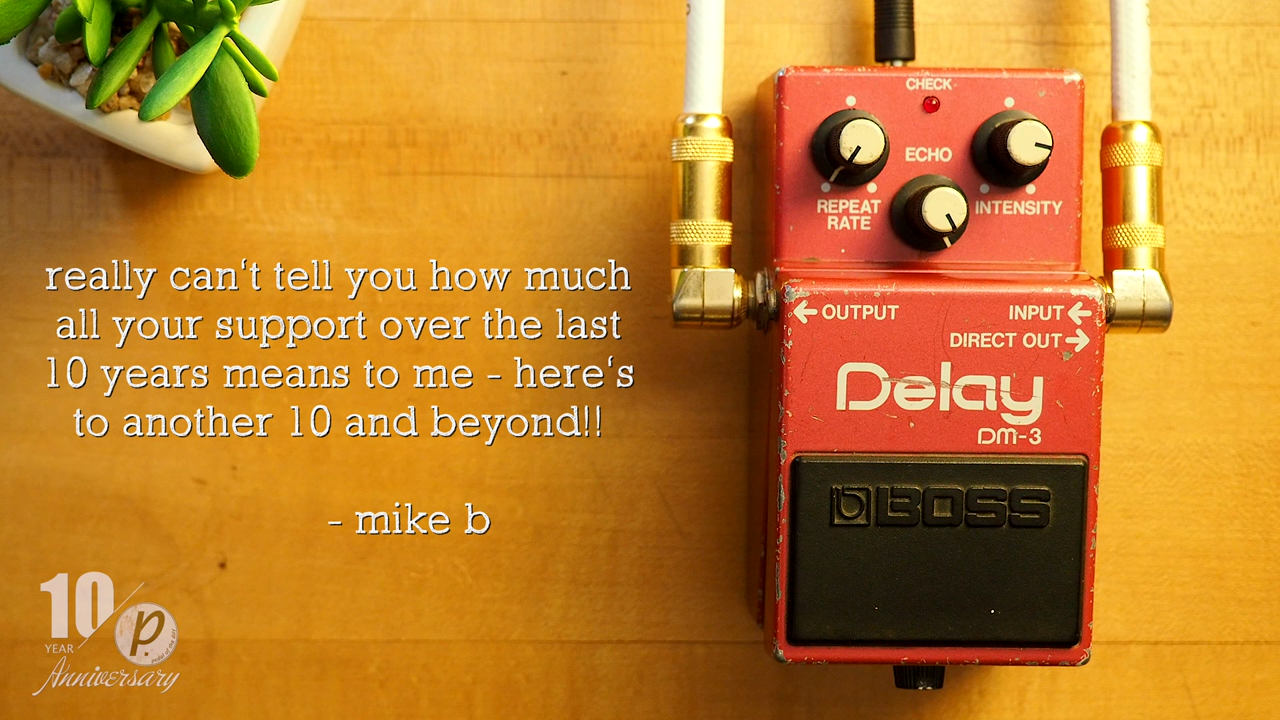 really can't tell you how much
all your support over the last
10 years means to me - here's
to another 10 and beyond!!
- mike b
10
YEAR
p.
Anniversary
CHECK
ECHO
REPEAT
RATE
INTENSITY
OUTPUT
INPUT
DIRECT OUT
Delay
DM-3
BOSS